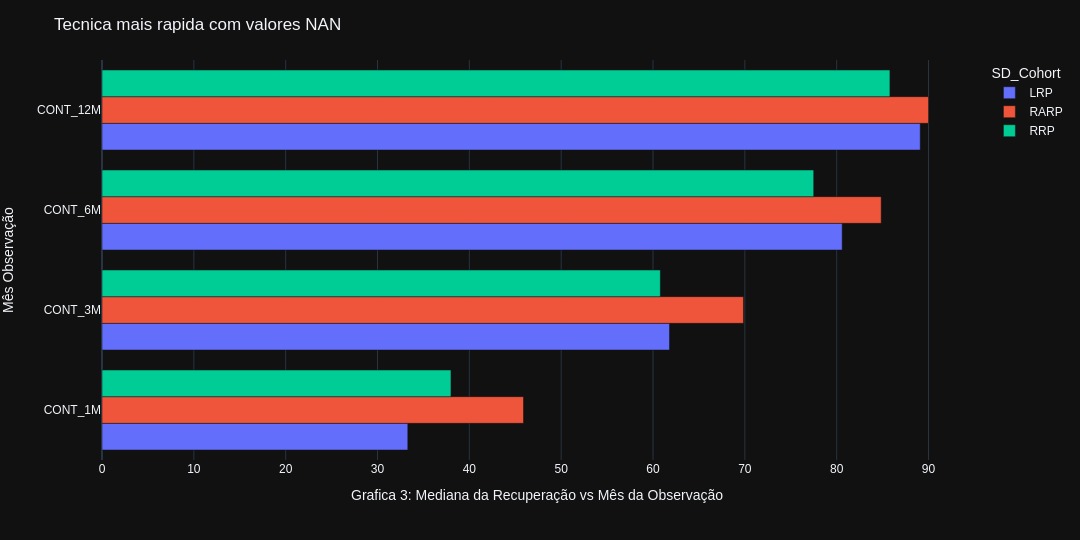 Tecnica mais rapida com valores NAN
SD_Cohort
LRP
RARP
RRP
Mês Observação
CONT_12M
CONT_6M
CONT_3M
CONT_1M
0 10 20 30 40 50 60 70 80 90
Grafica 3: Mediana da Recuperação vs Mês da Observação